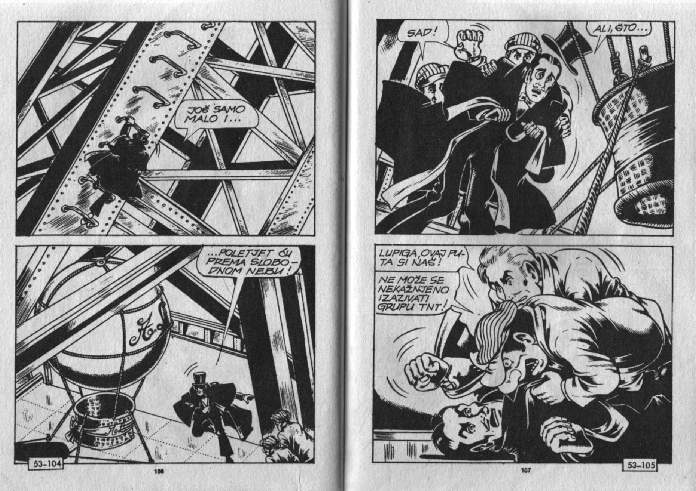 JOŠ SAMO
MALO I...
...POLETJET ĆU
PREMA SLOBO-
DNOM NEBU!
53-104
106
SAD!
ALI, ŠTO...
LUPIGA, OVAJ PU-
TA SI NAŠ!
NE MOŽE SE
NEKAŽNJENO
IZAZIVATI
GRUPU TNT!
107
53-105